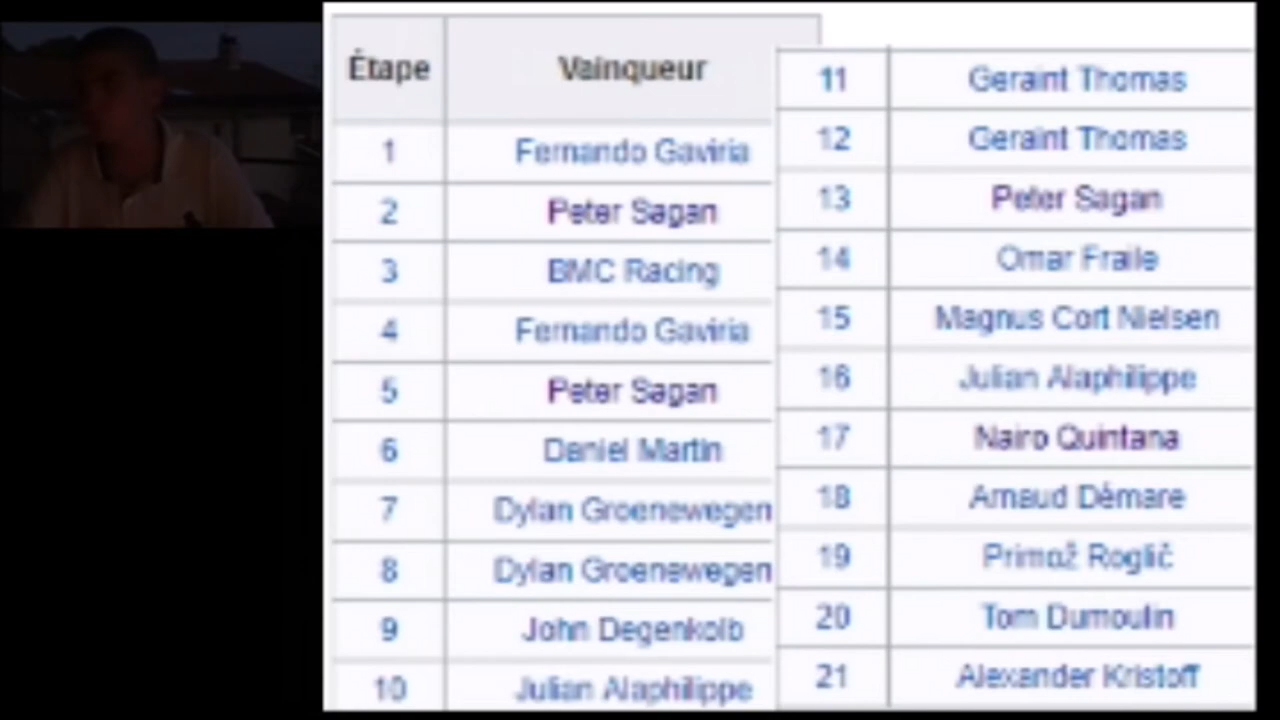 Étape Vainqueur
1 Fernando Gaviria
2 Peter Sagan
3 BMC Racing
4 Fernando Gaviria
5 Peter Sagan
6 Daniel Martin
7 Dylan Groenewegen
8 Dylan Groenewegen
9 John Degenkolb
10 Julian Alaphilippe
11 Geraint Thomas
12 Geraint Thomas
13 Peter Sagan
14 Omar Fraile
15 Magnus Cort Nielsen
16 Julian Alaphilippe
17 Nairo Quintana
18 Arnaud Démare
19 Primož Roglič
20 Tom Dumoulin
21 Alexander Kristoff